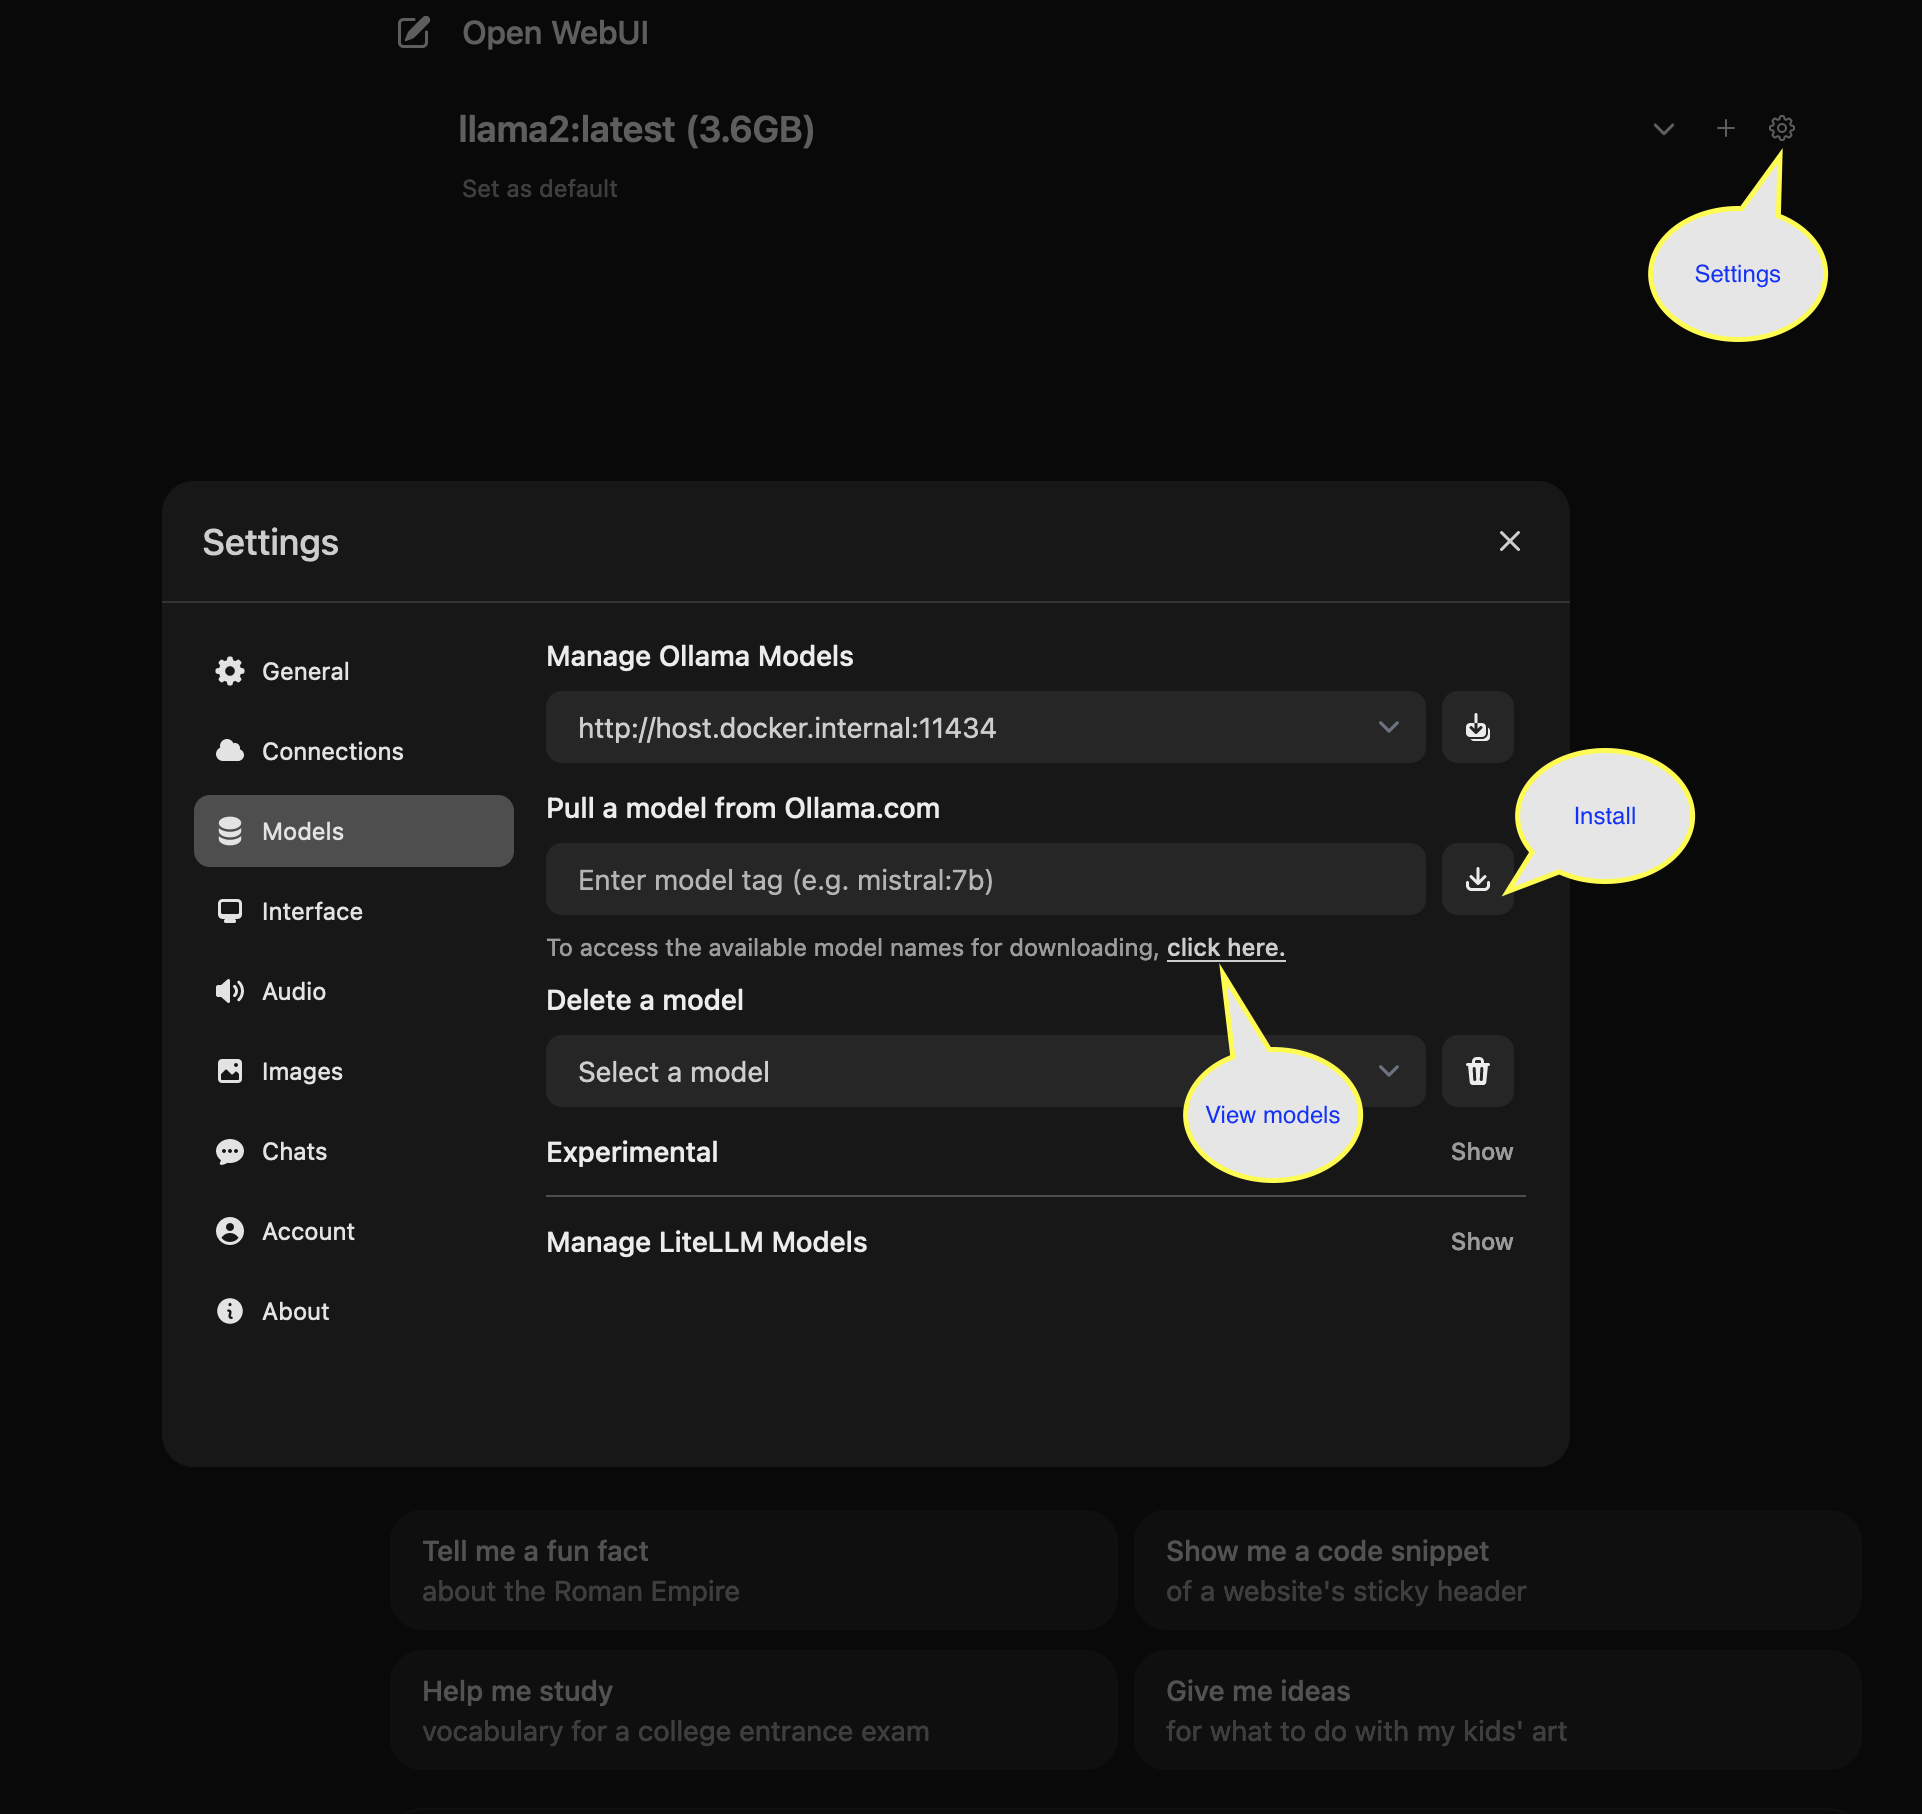 Open WebUI
llama2:latest (3.6GB)
Set as default
Settings
Settings
General
Connections
Models
Interface
Audio
Images
Chats
Account
About
Manage Ollama Models
http://host.docker.internal:11434
Pull a model from Ollama.com
Install
Enter model tag (e.g. mistral:7b)
To access the available model names for downloading, click here.
Delete a model
Select a model
View models
Experimental
Show
Manage LiteLLM Models
Show
Tell me a fun fact
about the Roman Empire
Show me a code snippet
of a website's sticky header
Help me study
vocabulary for a college entrance exam
Give me ideas
for what to do with my kids' art